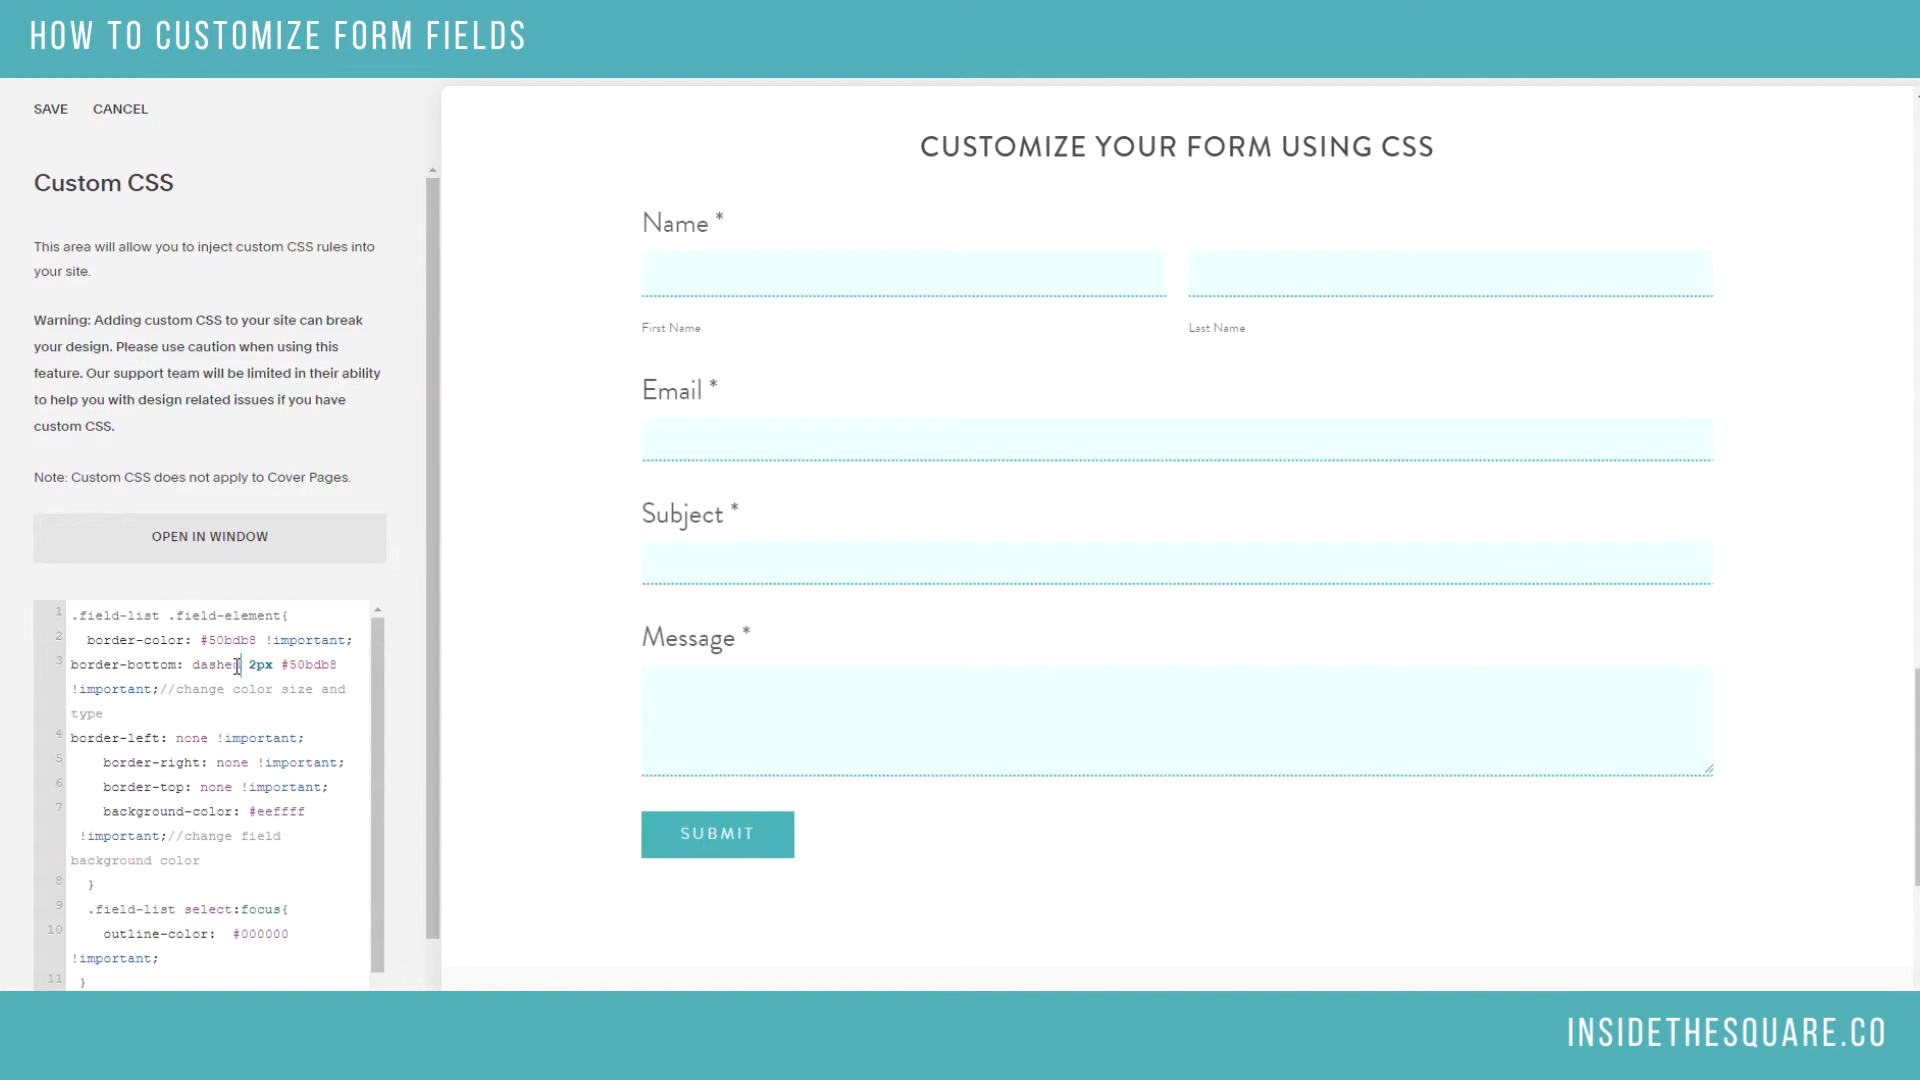 HOW TO CUSTOMIZE FORM FIELDS
SAVE CANCEL
Custom CSS
This area will allow you to inject custom CSS rules into
your site.
Warning: Adding custom CSS to your site can break
your design. Please use caution when using this
feature. Our support team will be limited in their ability
to help you with design related issues if you have
custom CSS.
Note: Custom CSS does not apply to Cover Pages.
OPEN IN WINDOW
1 .field-list .field-element{
2 border-color: #50bdb8 !important;
3 border-bottom: dashed 2px #50bdb8
!important;//change color size and
type
4 border-left: none !important;
5 border-right: none !important;
6 border-top: none !important;
7 background-color: #eeffff
!important;//change field
background color
8 }
9 .field-list select:focus{
10 outline-color: #000000
!important;
11 }
CUSTOMIZE YOUR FORM USING CSS
Name *
First Name Last Name
Email *
Subject *
Message *
SUBMIT
INSIDETHESQUARE.CO